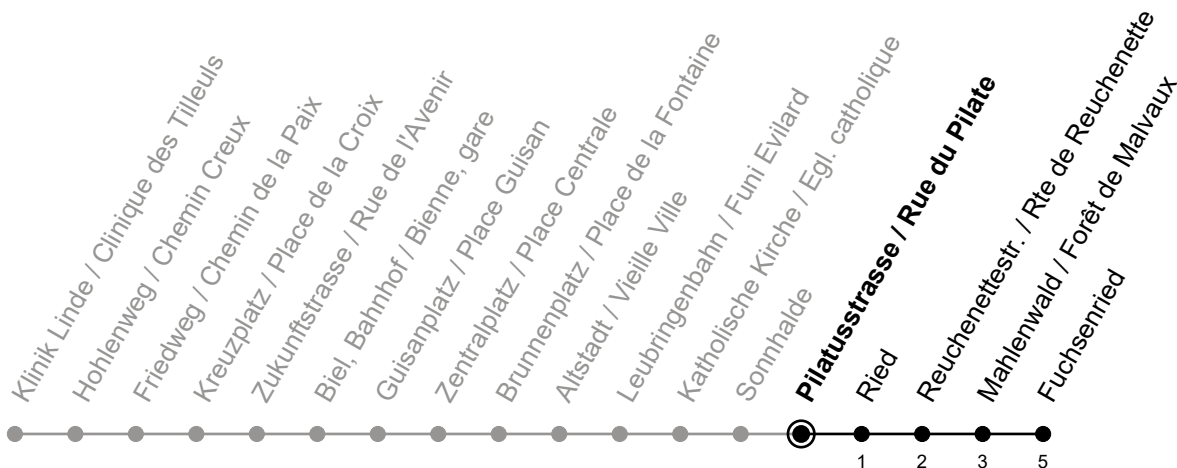 Klinik Linde / Clinique des Tilleuls
Hohlenweg / Chemin Creux
Friedweg / Chemin de la Paix
Kreuzplatz / Place de la Croix
Zukunftstrasse / Rue de l'Avenir
Biel, Bahnhof / Bienne, gare
Guisanplatz / Place Guisan
Zentralplatz / Place Centrale
Brunnenplatz / Place de la Fontaine
Altstadt / Vieille Ville
Leubringenbahn / Funi Evilard
Katholische Kirche / Egl. catholique
Sonnhalde
Pilatusstrasse / Rue du Pilate
Ried
Reuchenettestr. / Rte de Reuchenette
Mahlenwald / Forêt de Malvaux
Fuchsenried
1 2 3 5